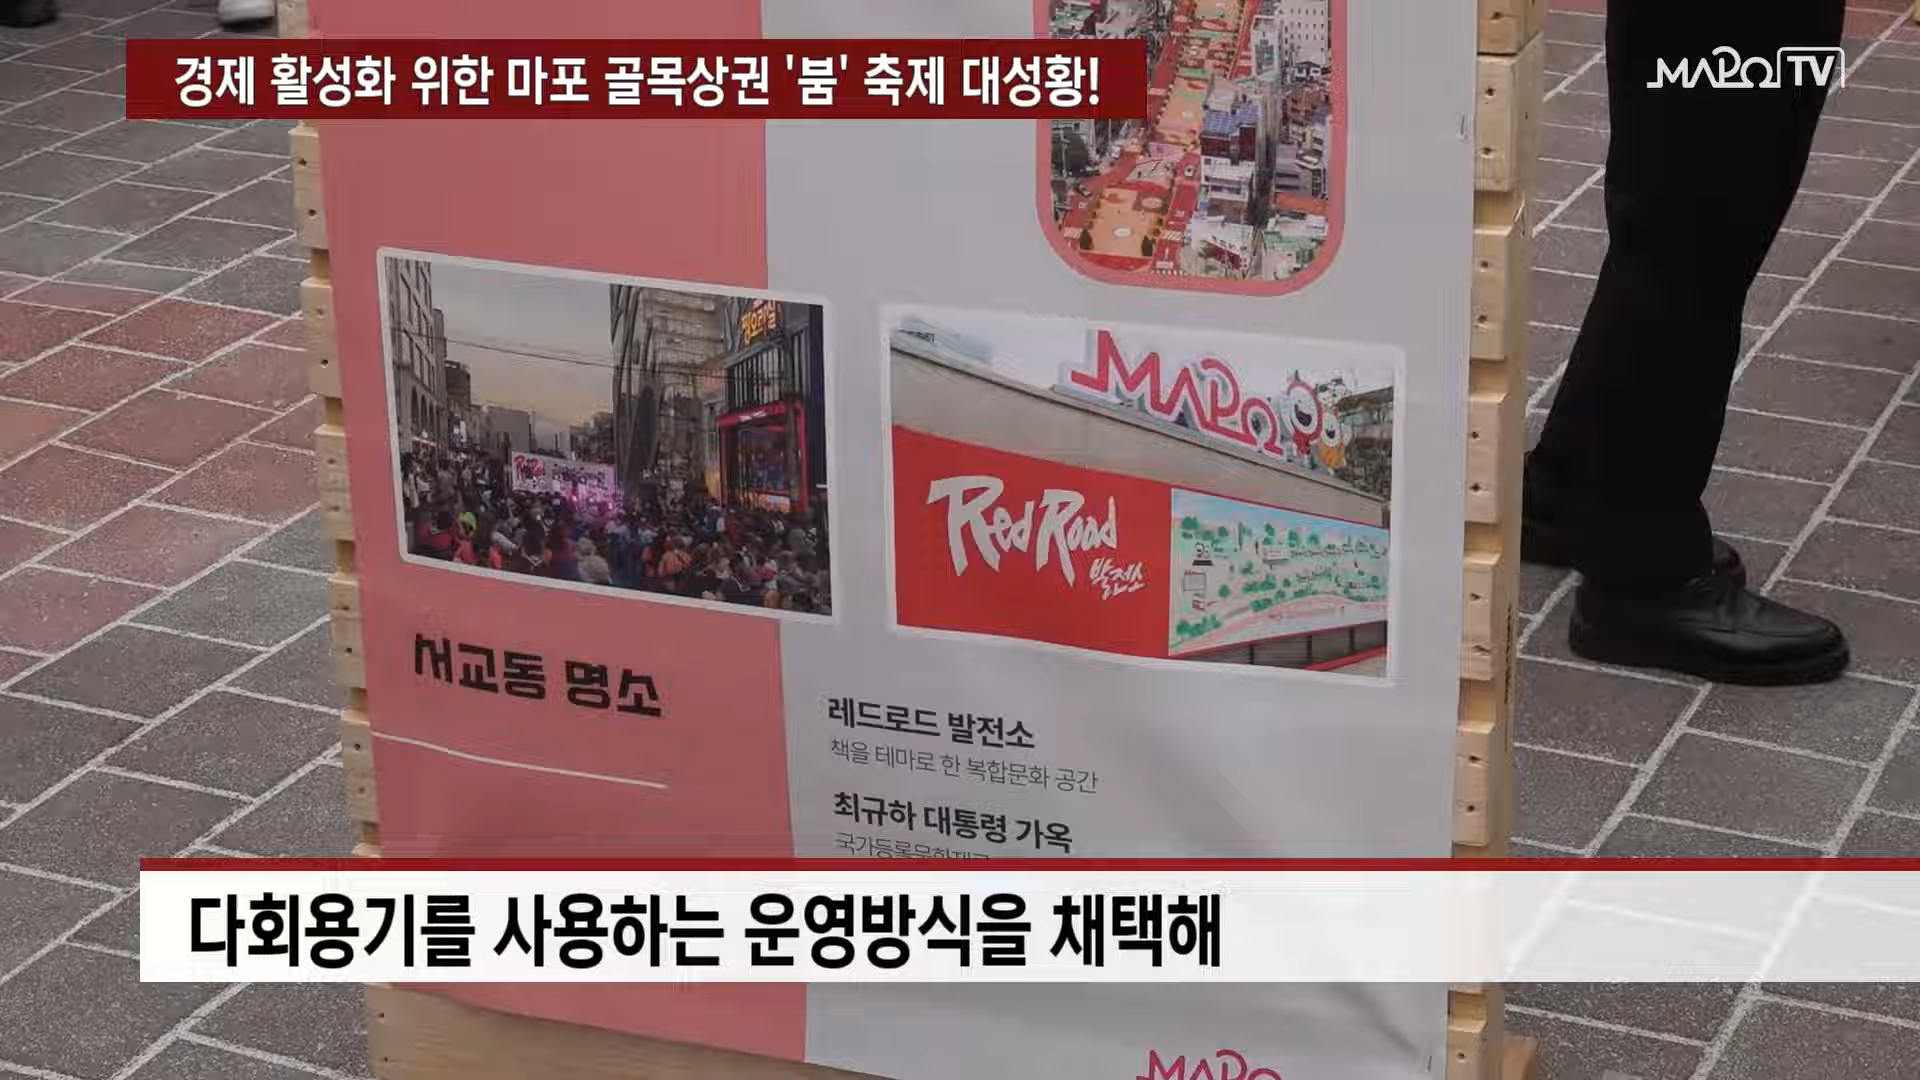 경제 활성화 위한 마포 골목상권 '붐' 축제 대성황!
MAPO TV
MAPO
Red Road
발전소
서교동 명소
레드로드 발전소
책을 테마로 한 복합문화 공간
최규하 대통령 가옥
다회용기를 사용하는 운영방식을 채택해
MAPO